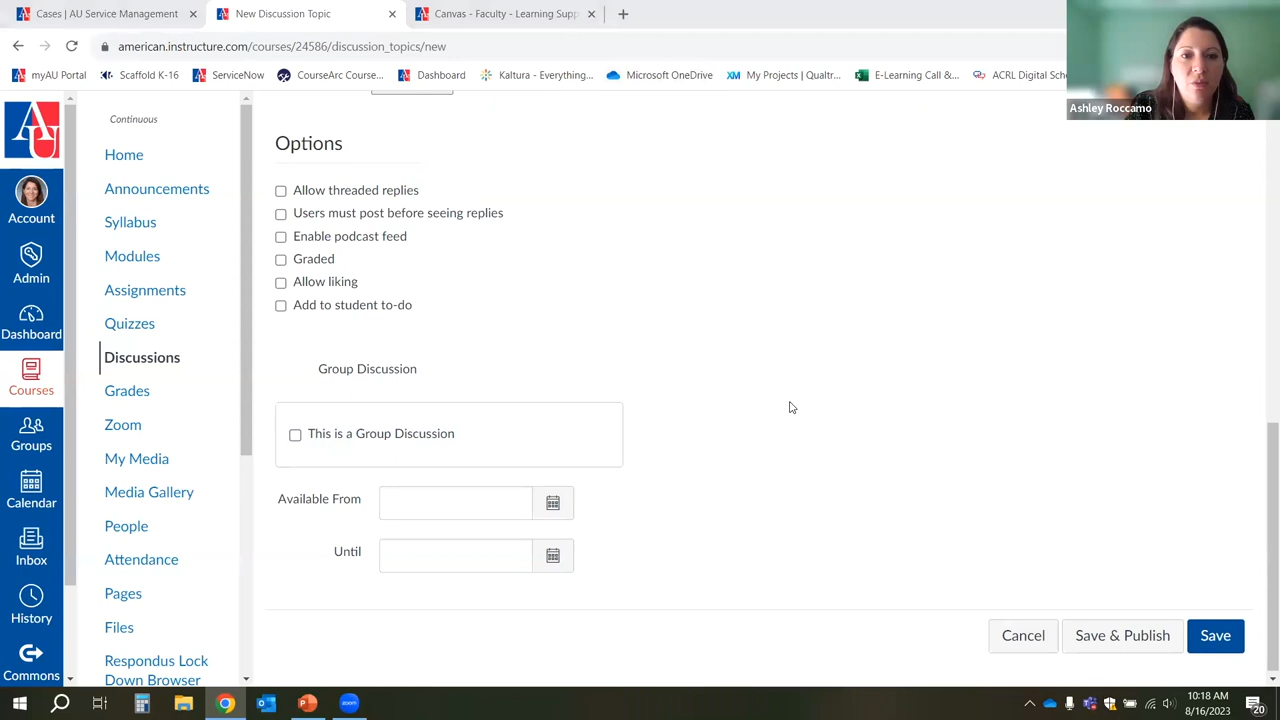 Cases | AU Service Management
New Discussion Topic
Canvas - Faculty - Learning Supp
american.instructure.com/courses/24586/discussion_topics/new
myAU Portal
Scaffold K-16
ServiceNow
CourseArc Course...
Dashboard
Kaltura - Everything...
Microsoft OneDrive
XM
My Projects | Qualtr...
E-Learning Call &...
ACRL Digital Sch
Ashley Roccamo
AU
Account
Admin
Dashboard
Courses
Groups
Calendar
Inbox
History
Commons
Continuous
Home
Announcements
Syllabus
Modules
Assignments
Quizzes
Discussions
Grades
Zoom
My Media
Media Gallery
People
Attendance
Pages
Files
Respondus Lock
Down Browser
Options
Allow threaded replies
Users must post before seeing replies
Enable podcast feed
Graded
Allow liking
Add to student to-do
Group Discussion
This is a Group Discussion
Available From
Until
Cancel
Save & Publish
Save
zoom
10:18 AM
8/16/2023
20